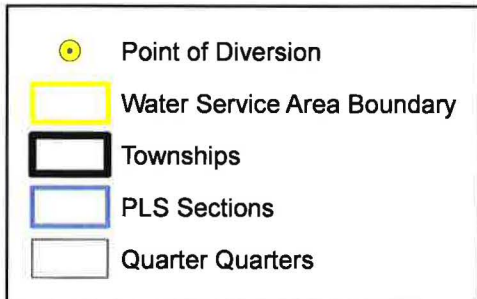 Point of Diversion
Water Service Area Boundary
Townships
PLS Sections
Quarter Quarters